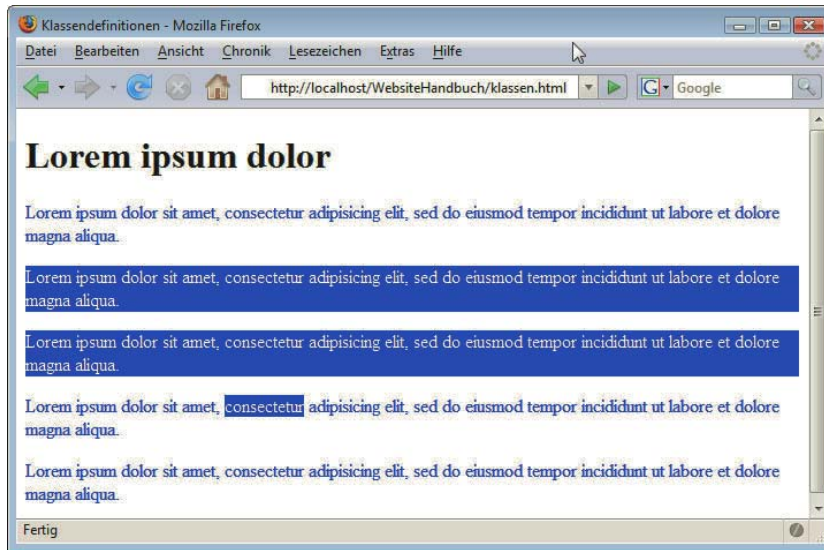 Klassendefinitionen - Mozilla Firefox
Datei Bearbeiten Ansicht Chronik Lesezeichen Extras Hilfe
http://localhost/WebsiteHandbuch/klassen.html G Google
Lorem ipsum dolor
Lorem ipsum dolor sit amet, consectetur adipisicing elit, sed do eiusmod tempor incididunt ut labore et dolore
magna aliqua.
Lorem ipsum dolor sit amet, consectetur adipisicing elit, sed do eiusmod tempor incididunt ut labore et dolore
magna aliqua.
Lorem ipsum dolor sit amet, consectetur adipisicing elit, sed do eiusmod tempor incididunt ut labore et dolore
magna aliqua.
Lorem ipsum dolor sit amet, consectetur adipisicing elit, sed do eiusmod tempor incididunt ut labore et dolore
magna aliqua.
Lorem ipsum dolor sit amet, consectetur adipisicing elit, sed do eiusmod tempor incididunt ut labore et dolore
magna aliqua.
Fertig